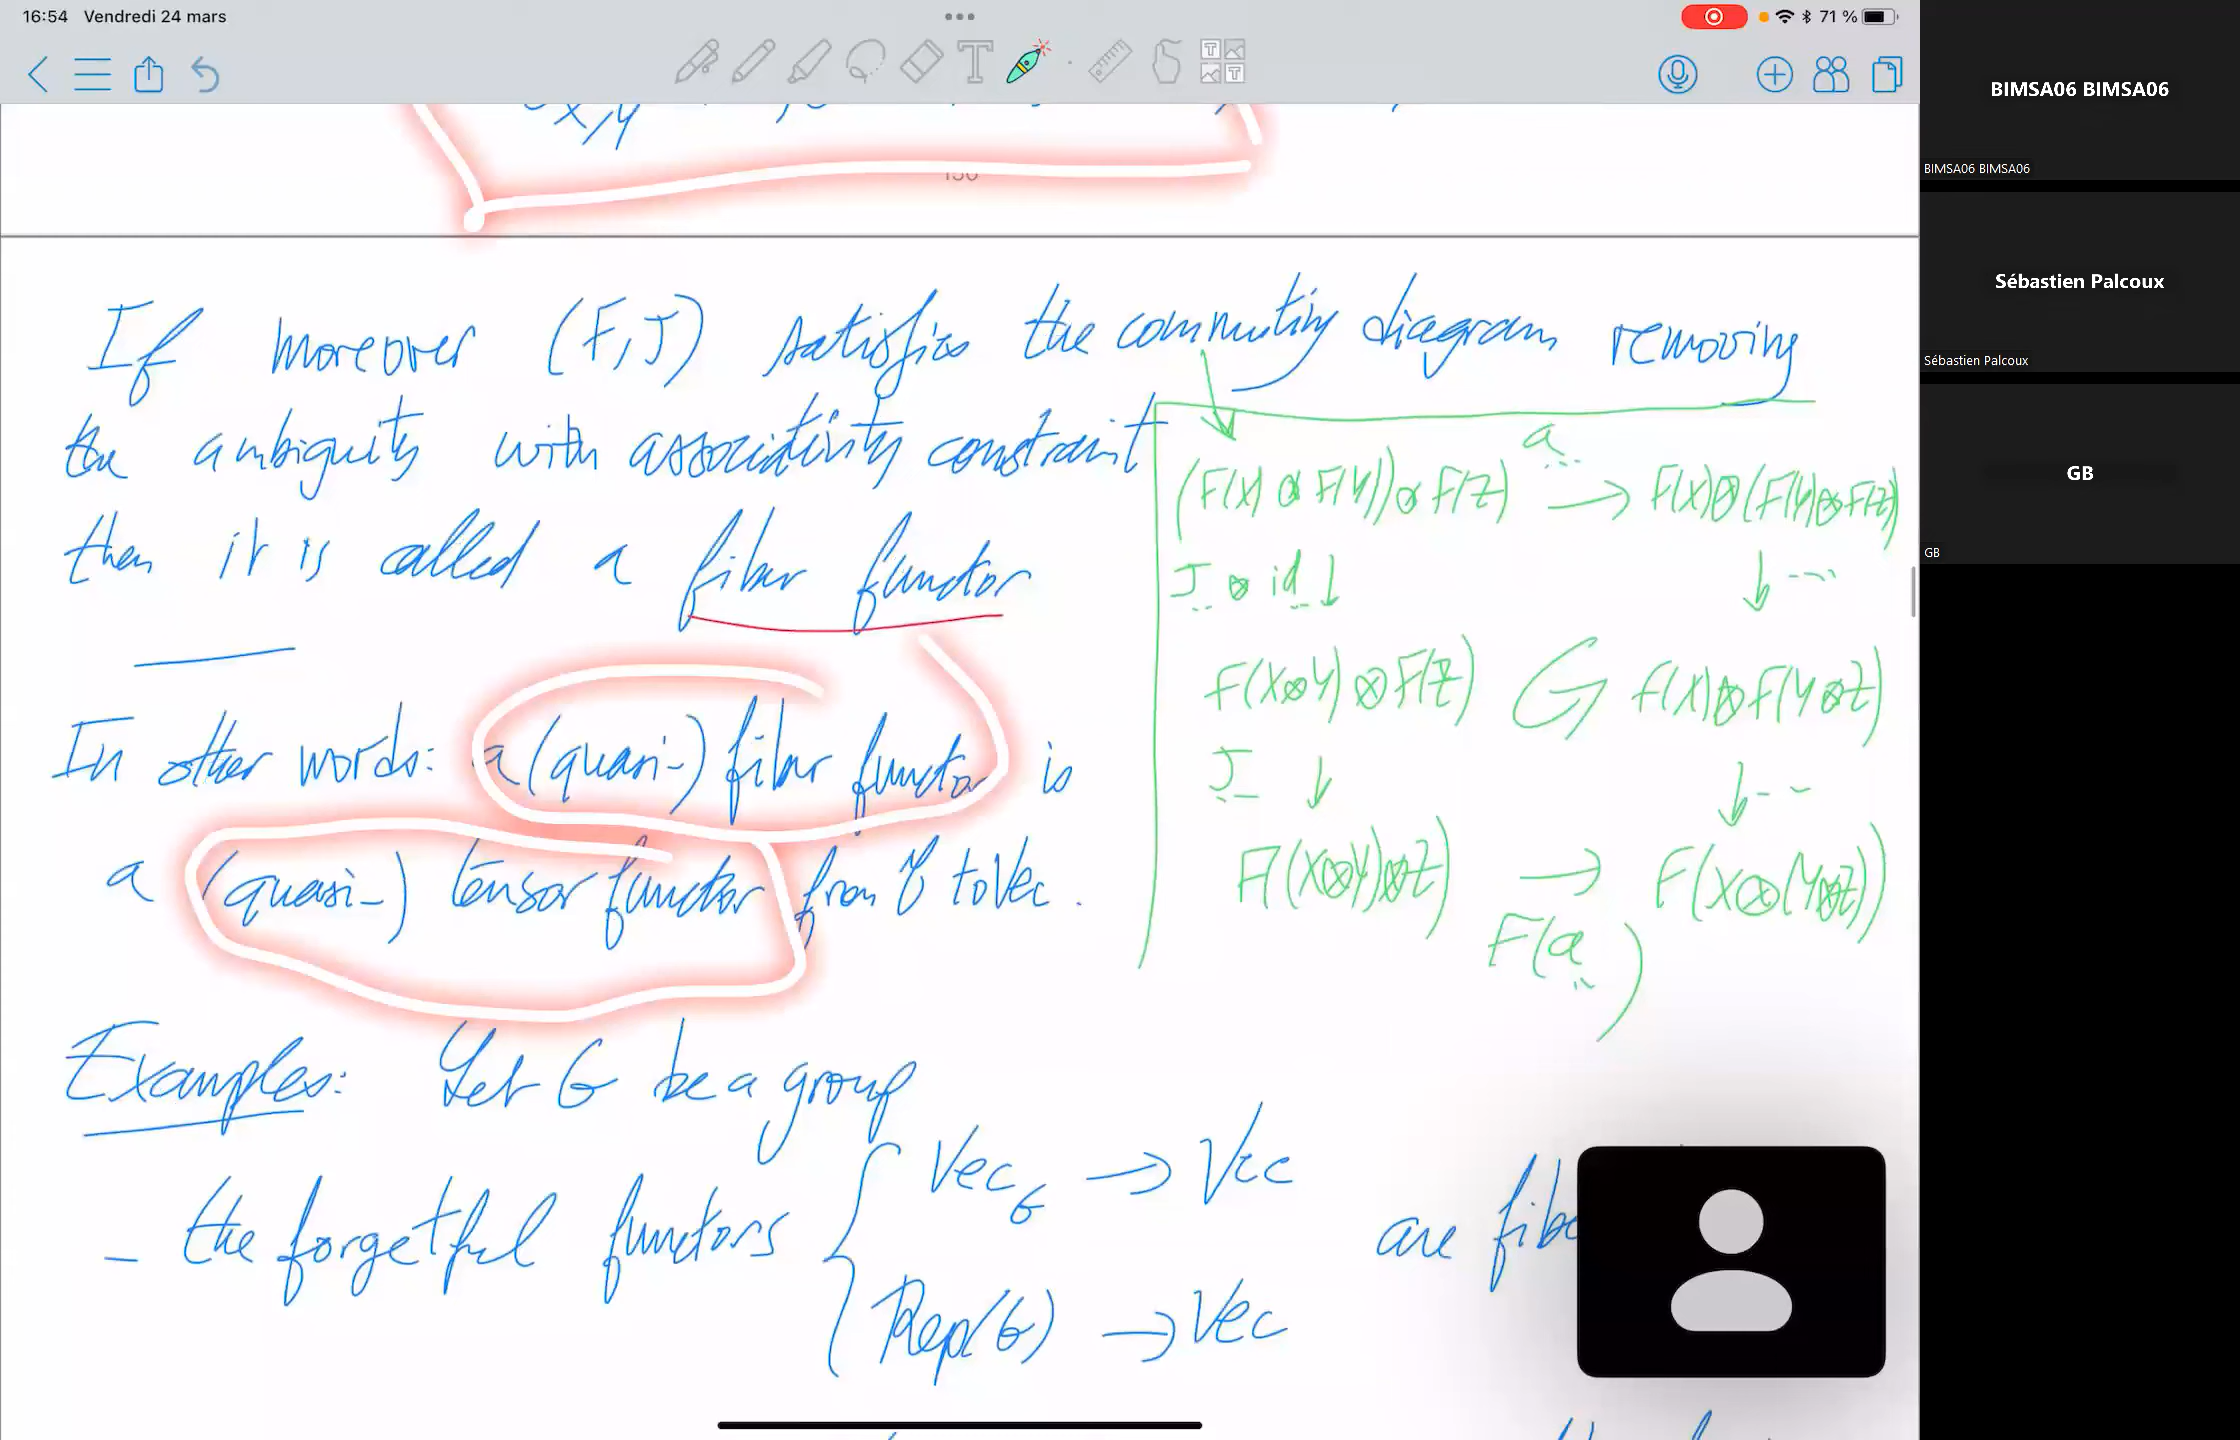 16:54 Vendredi 24 mars
71 %
BIMSA06 BIMSA06
BIMSA06 BIMSA06
Sébastien Palcoux
Sébastien Palcoux
GB
GB
X,Y
150
If moreover (F,J) satisfies the commuting diagram removing
the ambiguity with associativity constraint
then it is called a fiber functor
In other words: a (quasi-) fiber functor is
a (quasi-) tensor functor from C to Vec.
a..
(F(X) ⊗ F(Y)) ⊗ F(Z) → F(X)⊗(F(Y)⊗F(Z))
J.. ⊗ id.. ↓ ↓ ---
F(X⊗Y) ⊗ F(Z) F(X)⊗F(Y⊗Z)
J-- ↓ ↓ --
F((X⊗Y)⊗Z) → F(X⊗(Y⊗Z))
F(a..)
Examples: Let G be a group
- the forgetful functors { Vec_G → Vec
Rep(G) → Vec
are fibe